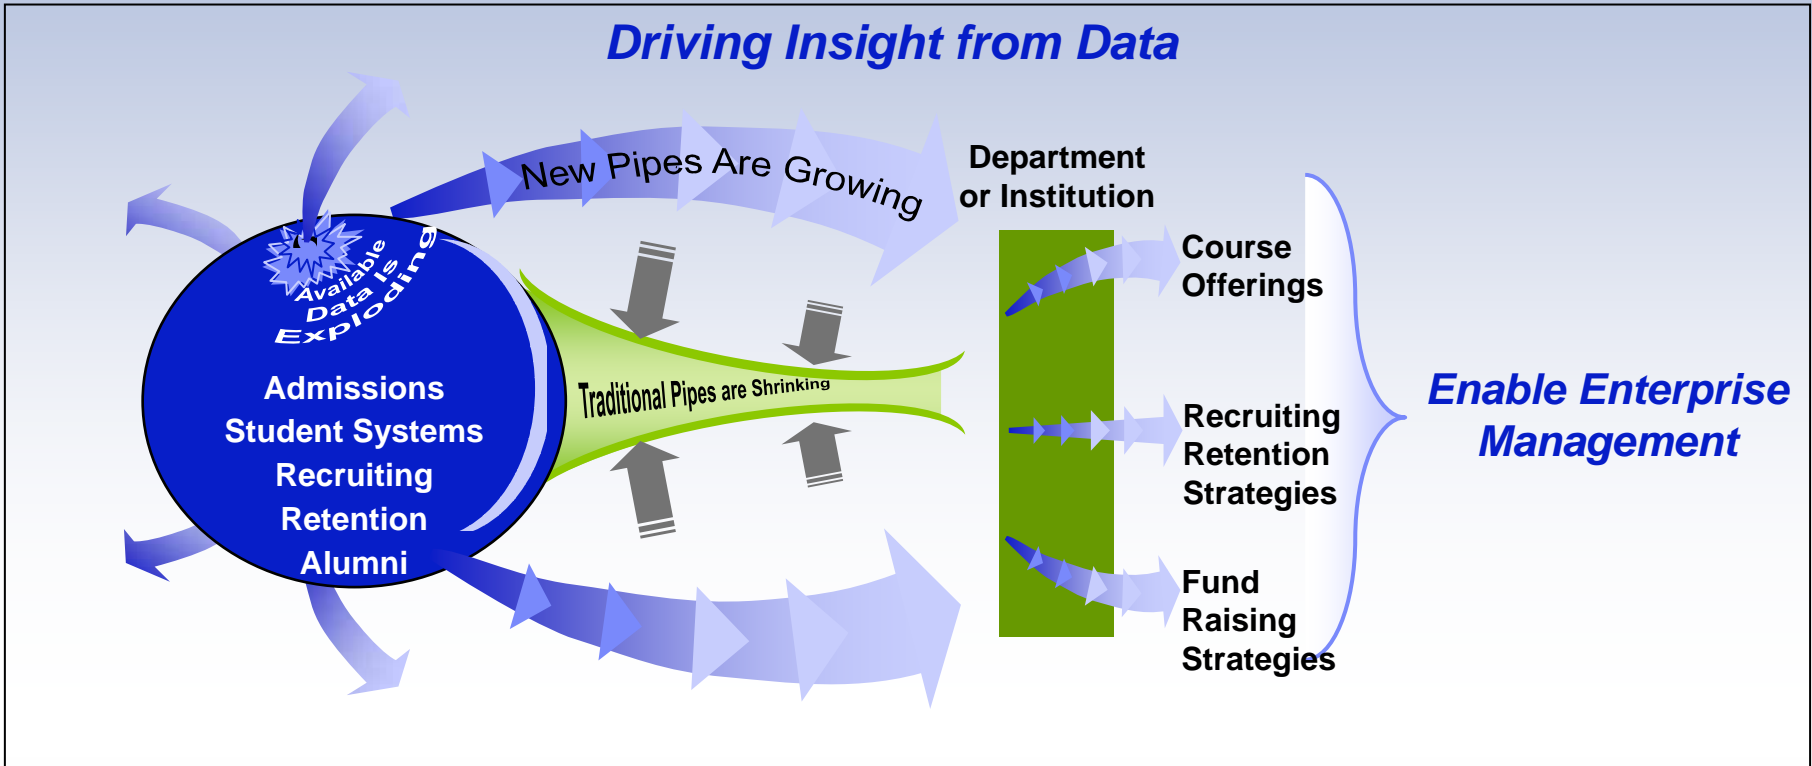 Driving Insight from Data
New Pipes Are Growing
Department
or Institution
Available
Data Is
Exploding
Admissions
Student Systems
Recruiting
Retention
Alumni
Traditional Pipes are Shrinking
Course
Offerings
Recruiting
Retention
Strategies
Fund
Raising
Strategies
Enable Enterprise
Management